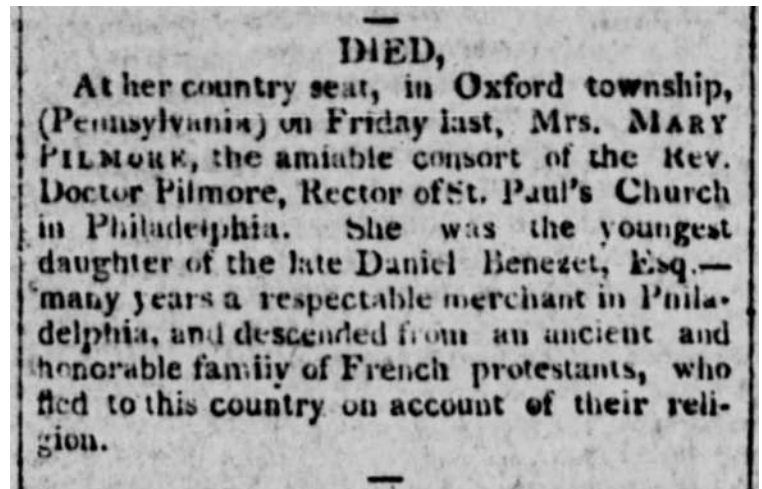 DIED,
At her country seat, in Oxford township,
(Pennsylvania) on Friday last, Mrs. MARY
PILMORE, the amiable consort of the Rev.
Doctor Pilmore, Rector of St. Paul's Church
in Philadelphia. She was the youngest
daughter of the late Daniel Benezet, Esq.—
many years a respectable merchant in Phila-
delphia, and descended from an ancient and
honorable family of French protestants, who
fled to this country on account of their reli-
gion.